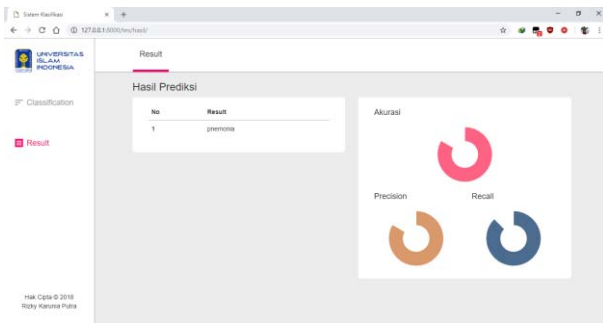 Sistem Klasifikasi
127.0.0.1:8000/tes/hasil/
UNIVERSITAS
ISLAM
INDONESIA
Result
Classification
Result
Hasil Prediksi
No Result
1 pnemonia
Akurasi
Precision Recall
Hak Cipta © 2018
Rizky Karunia Putra